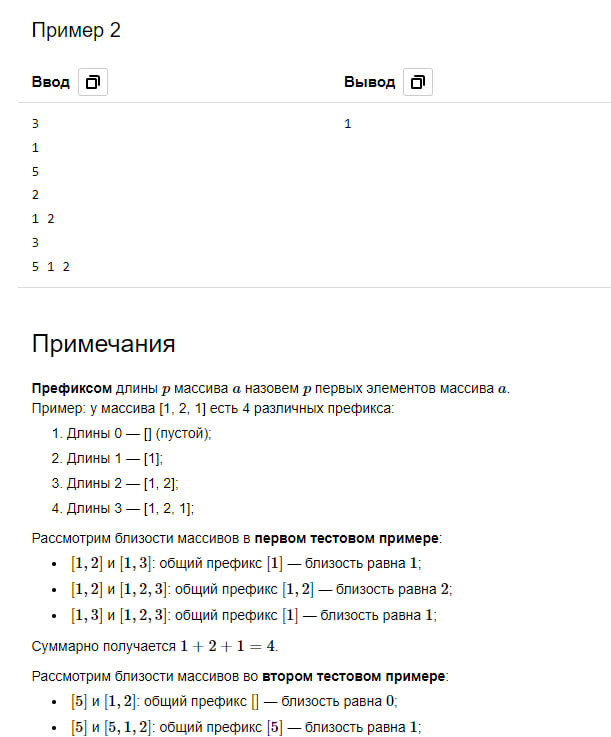 Пример 2
Ввод Вывод
3 1
1
5
2
1 2
3
5 1 2
Примечания
Префиксом длины p массива a назовем p первых элементов массива a.
Пример: у массива [1, 2, 1] есть 4 различных префикса:
1. Длины 0 — [] (пустой);
2. Длины 1 — [1];
3. Длины 2 — [1, 2];
4. Длины 3 — [1, 2, 1];
Рассмотрим близости массивов в первом тестовом примере:
• [1, 2] и [1, 3]: общий префикс [1] — близость равна 1;
• [1, 2] и [1, 2, 3]: общий префикс [1, 2] — близость равна 2;
• [1, 3] и [1, 2, 3]: общий префикс [1] — близость равна 1;
Суммарно получается 1 + 2 + 1 = 4.
Рассмотрим близости массивов во втором тестовом примере:
• [5] и [1, 2]: общий префикс [] — близость равна 0;
• [5] и [5, 1, 2]: общий префикс [5] — близость равна 1;